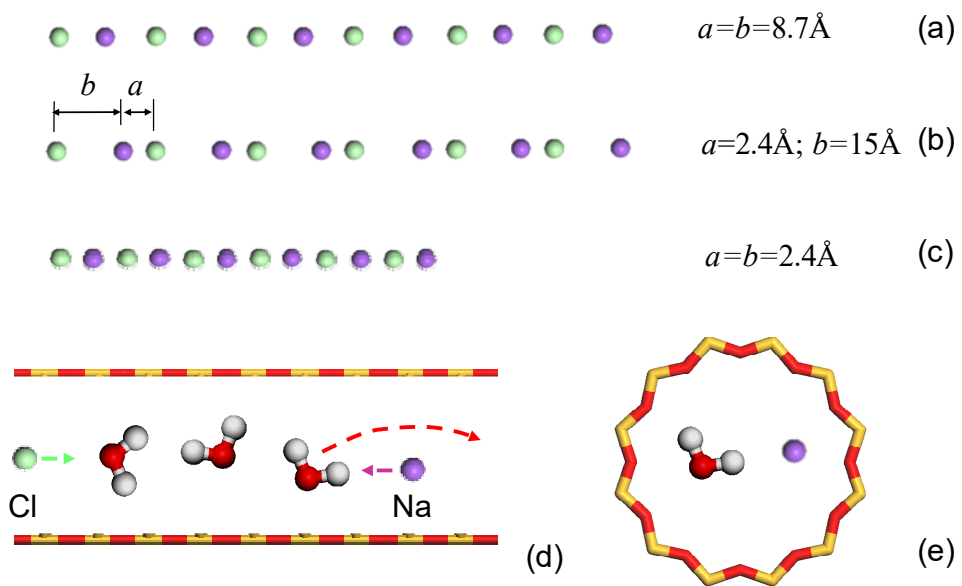 a=b=8.7Å (a)
b a
a=2.4Å; b=15Å (b)
a=b=2.4Å (c)
Cl Na
(d) (e)